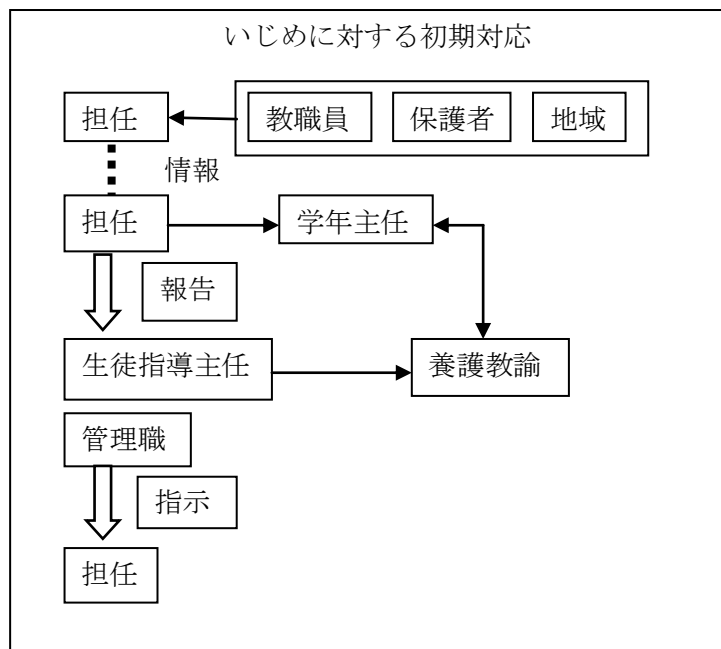 いじめに対する初期対応
担任
教職員
保護者
地域
情報
担任
学年主任
報告
生徒指導主任
養護教諭
管理職
指示
担任